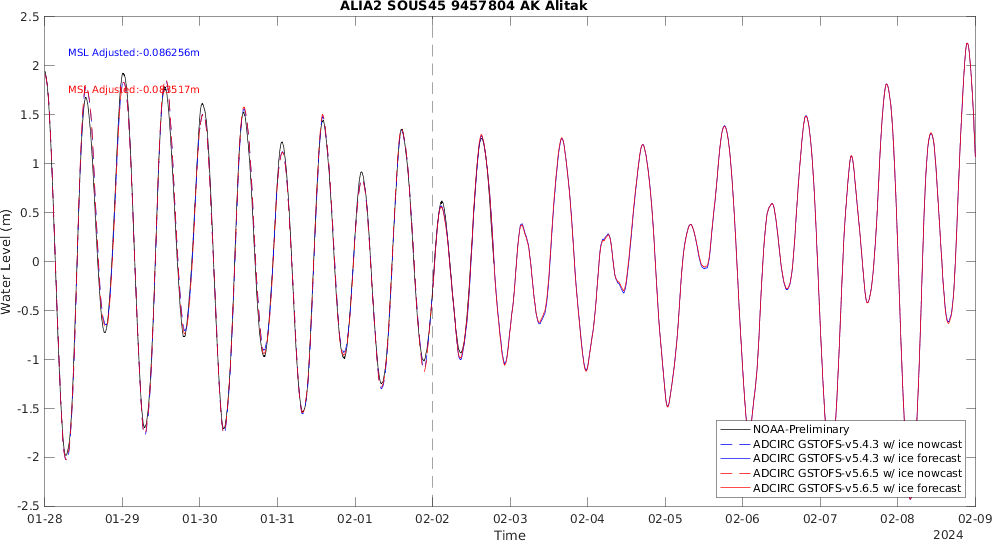 ALIA2 SOUS45 9457804 AK Alitak
MSL Adjusted:-0.086256m
MSL Adjusted:-0.083517m
2.5
2
1.5
1
0.5
0
-0.5
-1
-1.5
-2
-2.5
Water Level (m)
01-28
01-29
01-30
01-31
02-01
02-02
02-03
02-04
02-05
02-06
02-07
02-08
02-09
Time
2024
NOAA-Preliminary
ADCIRC GSTOFS-v5.4.3 w/ ice nowcast
ADCIRC GSTOFS-v5.4.3 w/ ice forecast
ADCIRC GSTOFS-v5.6.5 w/ ice nowcast
ADCIRC GSTOFS-v5.6.5 w/ ice forecast